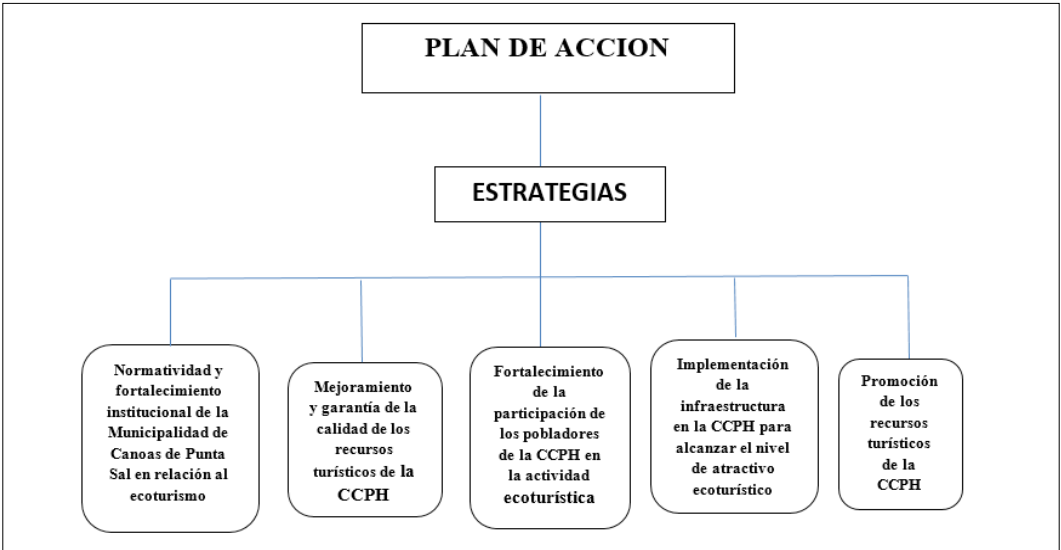 PLAN DE ACCION
ESTRATEGIAS
Normatividad y
fortalecimiento
institucional de la
Municipalidad de
Canoas de Punta
Sal en relación al
ecoturismo
Mejoramiento
y garantía de la
calidad de los
recursos
turísticos de la
CCPH
Fortalecimiento
de la
participación de
los pobladores
de la CCPH en
la actividad
ecoturística
Implementación
de la
infraestructura
en la CCPH para
alcanzar el nivel
de atractivo
ecoturístico
Promoción
de los
recursos
turísticos
de la
CCPH